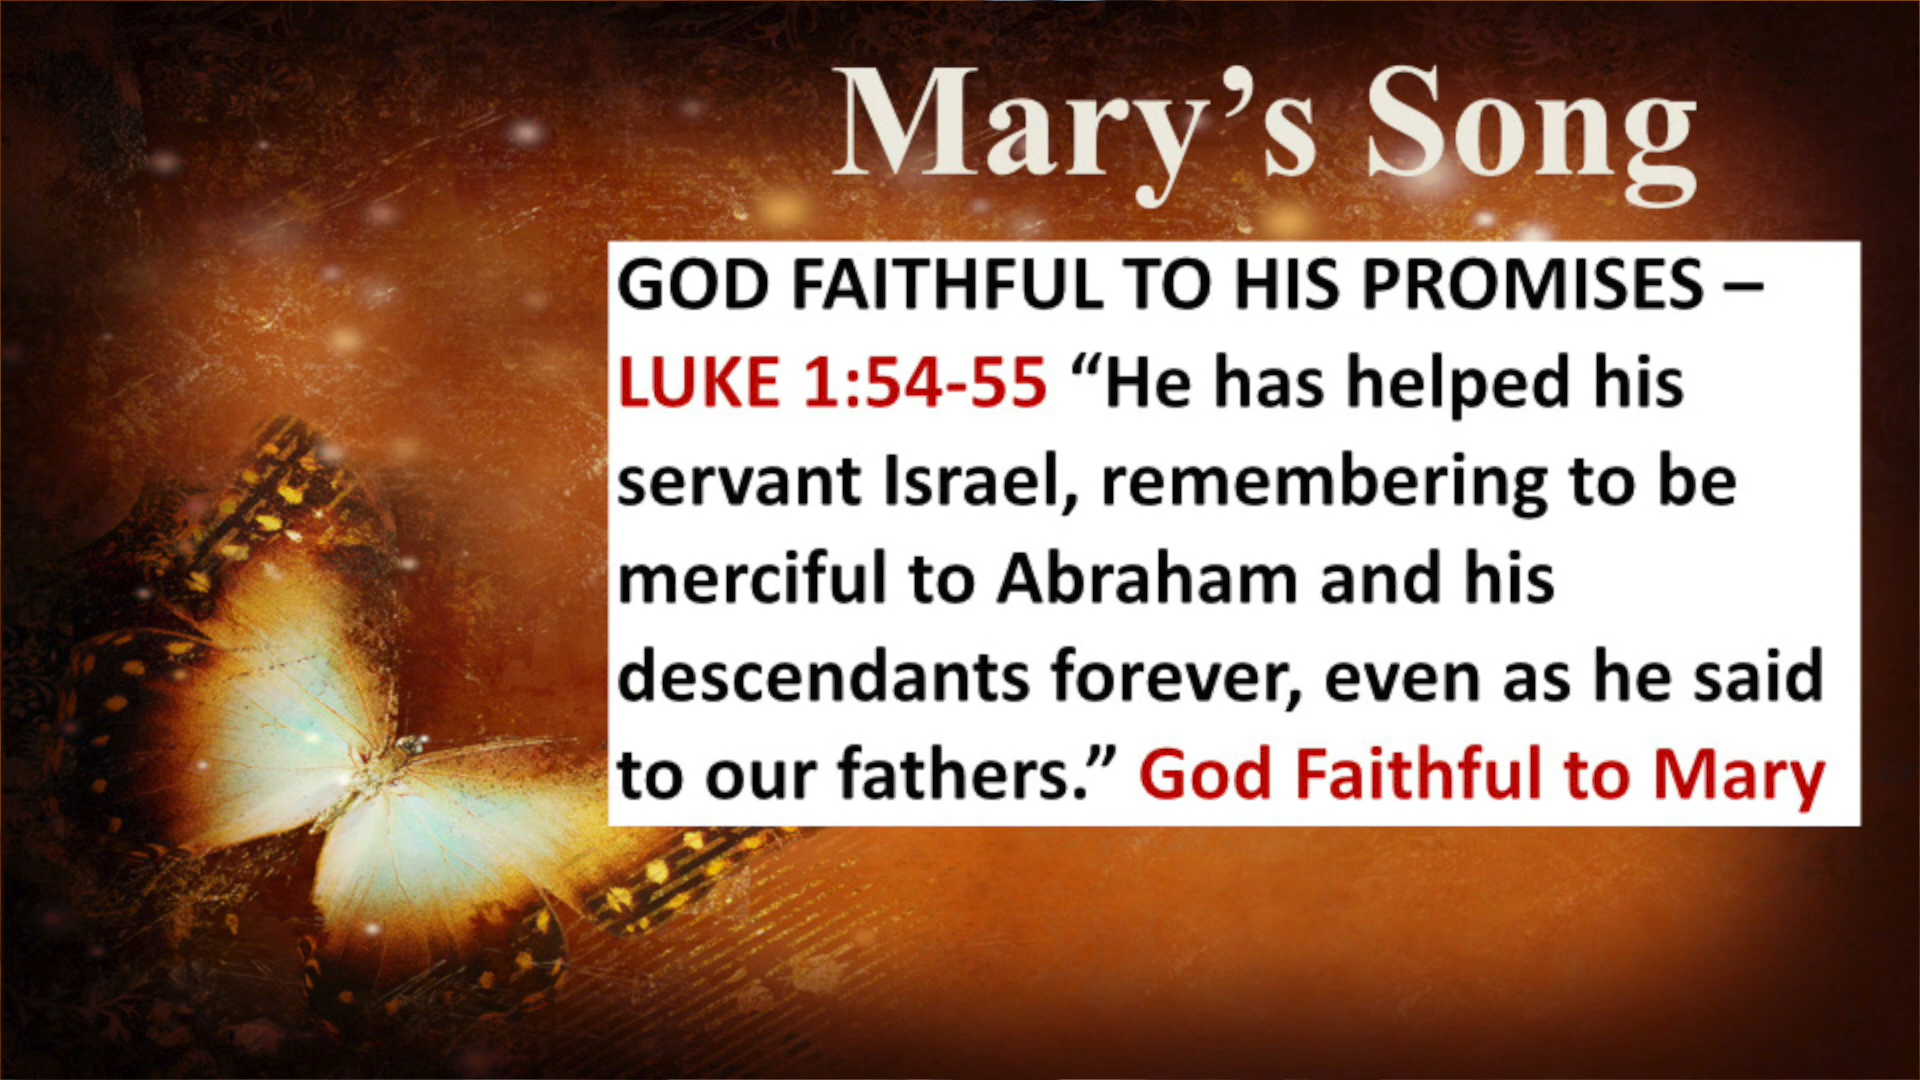 Mary’s Song
GOD FAITHFUL TO HIS PROMISES –
LUKE 1:54-55 “He has helped his
servant Israel, remembering to be
merciful to Abraham and his
descendants forever, even as he said
to our fathers.” God Faithful to Mary